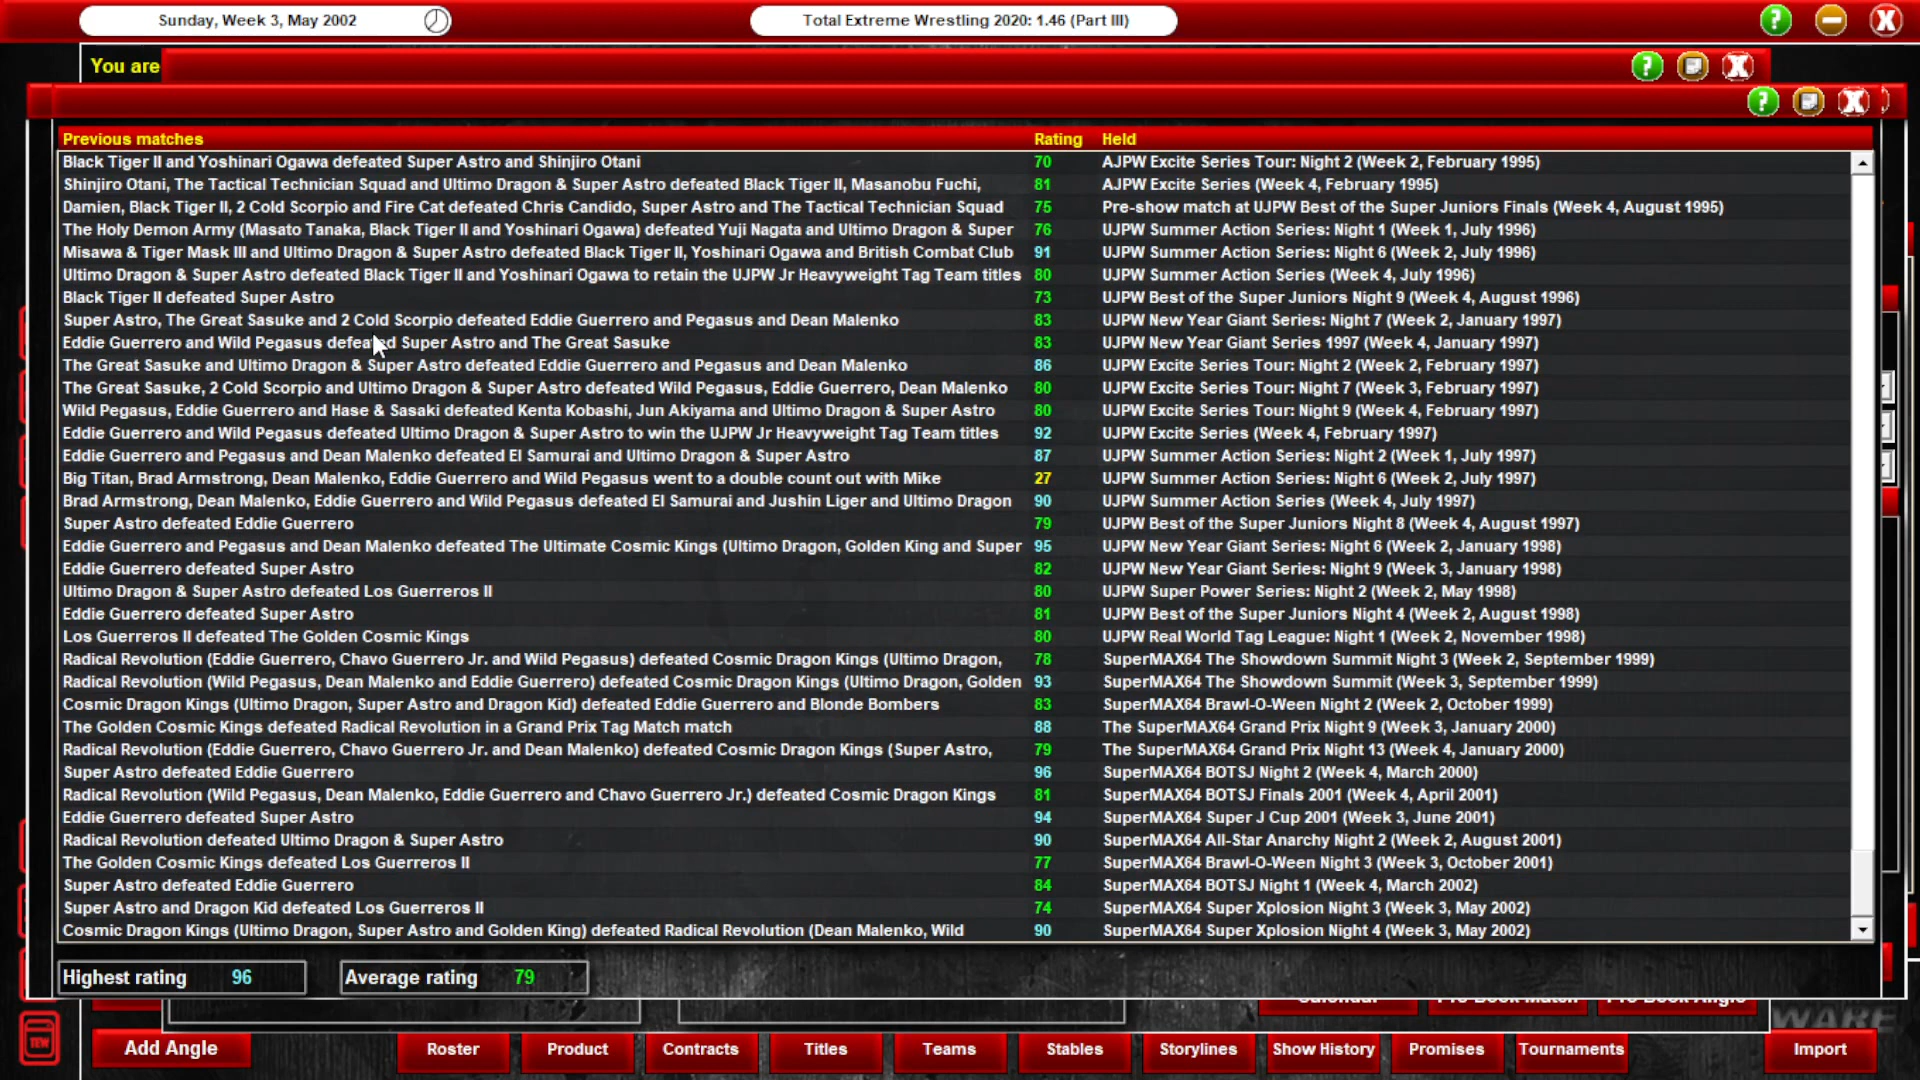 Sunday, Week 3, May 2002
Total Extreme Wrestling 2020: 1.46 (Part III)
You are
Previous matches Rating Held
Black Tiger II and Yoshinari Ogawa defeated Super Astro and Shinjiro Otani 70 AJPW Excite Series Tour: Night 2 (Week 2, February 1995)
Shinjiro Otani, The Tactical Technician Squad and Ultimo Dragon & Super Astro defeated Black Tiger II, Masanobu Fuchi, 81 AJPW Excite Series (Week 4, February 1995)
Damien, Black Tiger II, 2 Cold Scorpio and Fire Cat defeated Chris Candido, Super Astro and The Tactical Technician Squad 75 Pre-show match at UJPW Best of the Super Juniors Finals (Week 4, August 1995)
The Holy Demon Army (Masato Tanaka, Black Tiger II and Yoshinari Ogawa) defeated Yuji Nagata and Ultimo Dragon & Super 76 UJPW Summer Action Series: Night 1 (Week 1, July 1996)
Misawa & Tiger Mask III and Ultimo Dragon & Super Astro defeated Black Tiger II, Yoshinari Ogawa and British Combat Club 91 UJPW Summer Action Series: Night 6 (Week 2, July 1996)
Ultimo Dragon & Super Astro defeated Black Tiger II and Yoshinari Ogawa to retain the UJPW Jr Heavyweight Tag Team titles 80 UJPW Summer Action Series (Week 4, July 1996)
Black Tiger II defeated Super Astro 73 UJPW Best of the Super Juniors Night 9 (Week 4, August 1996)
Super Astro, The Great Sasuke and 2 Cold Scorpio defeated Eddie Guerrero and Pegasus and Dean Malenko 83 UJPW New Year Giant Series: Night 7 (Week 2, January 1997)
Eddie Guerrero and Wild Pegasus defeated Super Astro and The Great Sasuke 83 UJPW New Year Giant Series 1997 (Week 4, January 1997)
The Great Sasuke and Ultimo Dragon & Super Astro defeated Eddie Guerrero and Pegasus and Dean Malenko 86 UJPW Excite Series Tour: Night 2 (Week 2, February 1997)
The Great Sasuke, 2 Cold Scorpio and Ultimo Dragon & Super Astro defeated Wild Pegasus, Eddie Guerrero, Dean Malenko 80 UJPW Excite Series Tour: Night 7 (Week 3, February 1997)
Wild Pegasus, Eddie Guerrero and Hase & Sasaki defeated Kenta Kobashi, Jun Akiyama and Ultimo Dragon & Super Astro 80 UJPW Excite Series Tour: Night 9 (Week 4, February 1997)
Eddie Guerrero and Wild Pegasus defeated Ultimo Dragon & Super Astro to win the UJPW Jr Heavyweight Tag Team titles 92 UJPW Excite Series (Week 4, February 1997)
Eddie Guerrero and Pegasus and Dean Malenko defeated El Samurai and Ultimo Dragon & Super Astro 87 UJPW Summer Action Series: Night 2 (Week 1, July 1997)
Big Titan, Brad Armstrong, Dean Malenko, Eddie Guerrero and Wild Pegasus went to a double count out with Mike 27 UJPW Summer Action Series: Night 6 (Week 2, July 1997)
Brad Armstrong, Dean Malenko, Eddie Guerrero and Wild Pegasus defeated El Samurai and Jushin Liger and Ultimo Dragon 90 UJPW Summer Action Series (Week 4, July 1997)
Super Astro defeated Eddie Guerrero 79 UJPW Best of the Super Juniors Night 8 (Week 4, August 1997)
Eddie Guerrero and Pegasus and Dean Malenko defeated The Ultimate Cosmic Kings (Ultimo Dragon, Golden King and Super 95 UJPW New Year Giant Series: Night 6 (Week 2, January 1998)
Eddie Guerrero defeated Super Astro 82 UJPW New Year Giant Series: Night 9 (Week 3, January 1998)
Ultimo Dragon & Super Astro defeated Los Guerreros II 80 UJPW Super Power Series: Night 2 (Week 2, May 1998)
Eddie Guerrero defeated Super Astro 81 UJPW Best of the Super Juniors Night 4 (Week 2, August 1998)
Los Guerreros II defeated The Golden Cosmic Kings 80 UJPW Real World Tag League: Night 1 (Week 2, November 1998)
Radical Revolution (Eddie Guerrero, Chavo Guerrero Jr. and Wild Pegasus) defeated Cosmic Dragon Kings (Ultimo Dragon, 78 SuperMAX64 The Showdown Summit Night 3 (Week 2, September 1999)
Radical Revolution (Wild Pegasus, Dean Malenko and Eddie Guerrero) defeated Cosmic Dragon Kings (Ultimo Dragon, Golden 93 SuperMAX64 The Showdown Summit (Week 3, September 1999)
Cosmic Dragon Kings (Ultimo Dragon, Super Astro and Dragon Kid) defeated Eddie Guerrero and Blonde Bombers 83 SuperMAX64 Brawl-O-Ween Night 2 (Week 2, October 1999)
The Golden Cosmic Kings defeated Radical Revolution in a Grand Prix Tag Match match 88 The SuperMAX64 Grand Prix Night 9 (Week 3, January 2000)
Radical Revolution (Eddie Guerrero, Chavo Guerrero Jr. and Dean Malenko) defeated Cosmic Dragon Kings (Super Astro, 79 The SuperMAX64 Grand Prix Night 13 (Week 4, January 2000)
Super Astro defeated Eddie Guerrero 96 SuperMAX64 BOTSJ Night 2 (Week 4, March 2000)
Radical Revolution (Wild Pegasus, Dean Malenko, Eddie Guerrero and Chavo Guerrero Jr.) defeated Cosmic Dragon Kings 81 SuperMAX64 BOTSJ Finals 2001 (Week 4, April 2001)
Eddie Guerrero defeated Super Astro 94 SuperMAX64 Super J Cup 2001 (Week 3, June 2001)
Radical Revolution defeated Ultimo Dragon & Super Astro 90 SuperMAX64 All-Star Anarchy Night 2 (Week 2, August 2001)
The Golden Cosmic Kings defeated Los Guerreros II 77 SuperMAX64 Brawl-O-Ween Night 3 (Week 3, October 2001)
Super Astro defeated Eddie Guerrero 84 SuperMAX64 BOTSJ Night 1 (Week 4, March 2002)
Super Astro and Dragon Kid defeated Los Guerreros II 74 SuperMAX64 Super Xplosion Night 3 (Week 3, May 2002)
Cosmic Dragon Kings (Ultimo Dragon, Super Astro and Golden King) defeated Radical Revolution (Dean Malenko, Wild 90 SuperMAX64 Super Xplosion Night 4 (Week 3, May 2002)
Highest rating 96 Average rating 79
Calendar Pre Book Match Pre Book Angle
WARE
TEW
Add Angle Roster Product Contracts Titles Teams Stables Storylines Show History Promises Tournaments Import